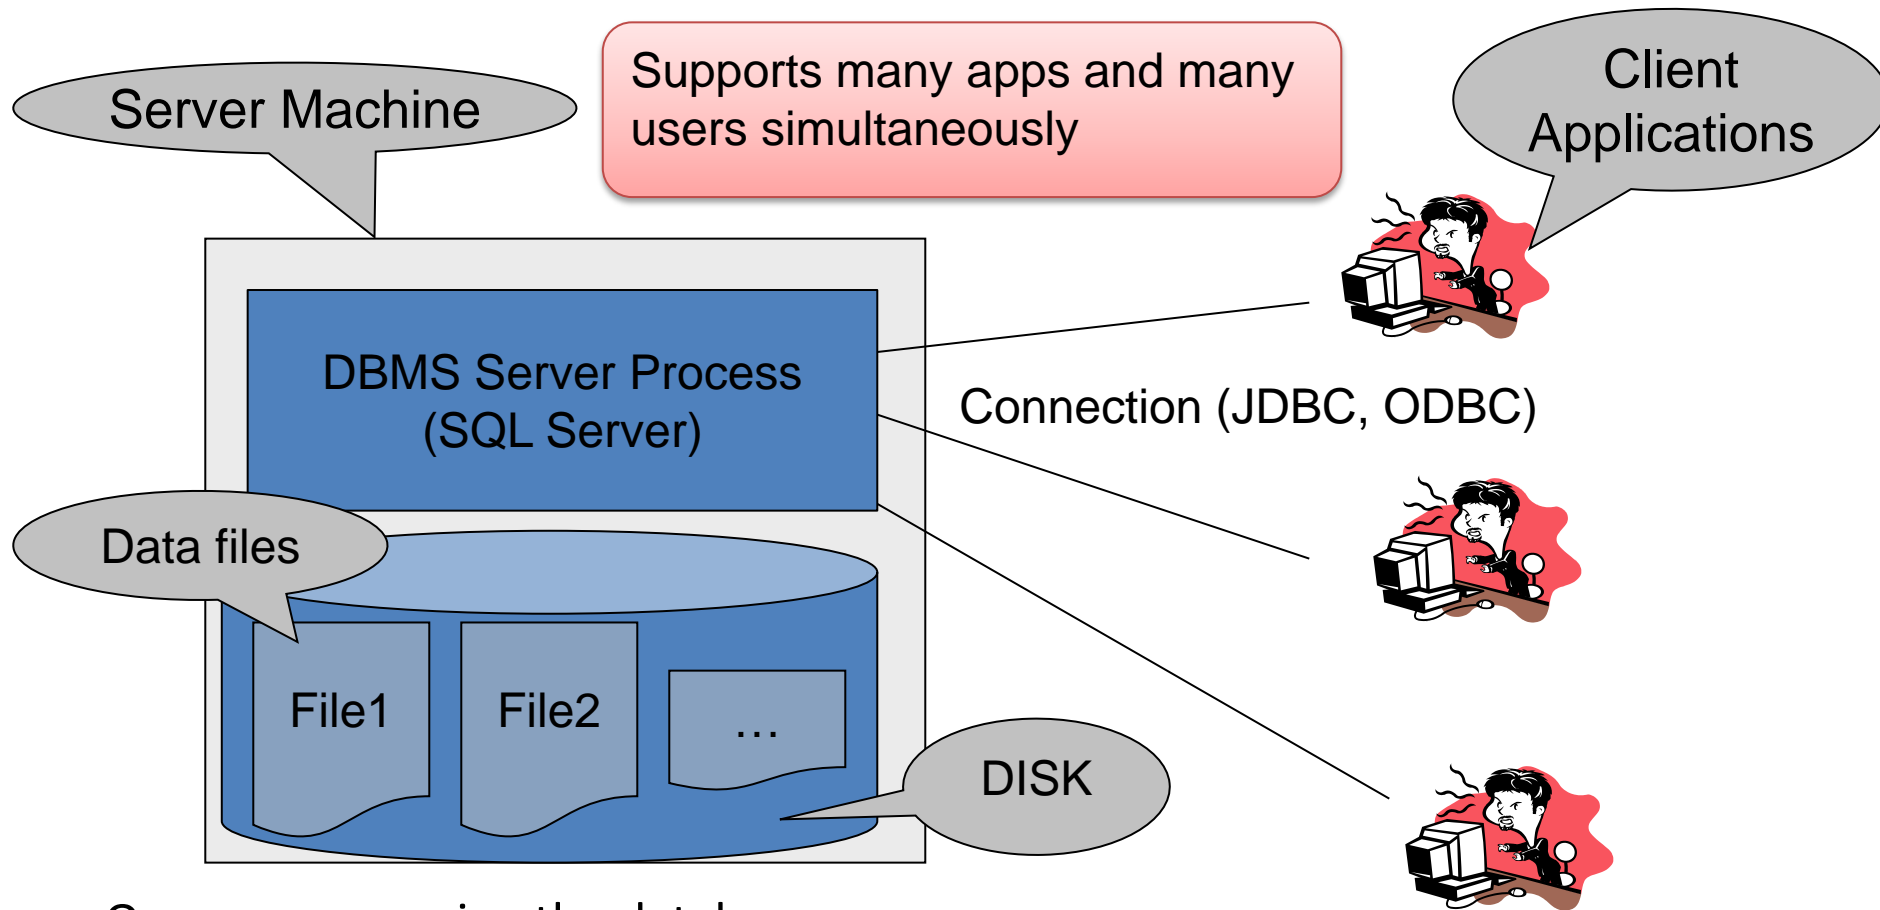 Supports many apps and many
users simultaneously
Client
Applications
Server Machine
DBMS Server Process
(SQL Server)
Connection (JDBC, ODBC)
Data files
File1
File2
…
DISK